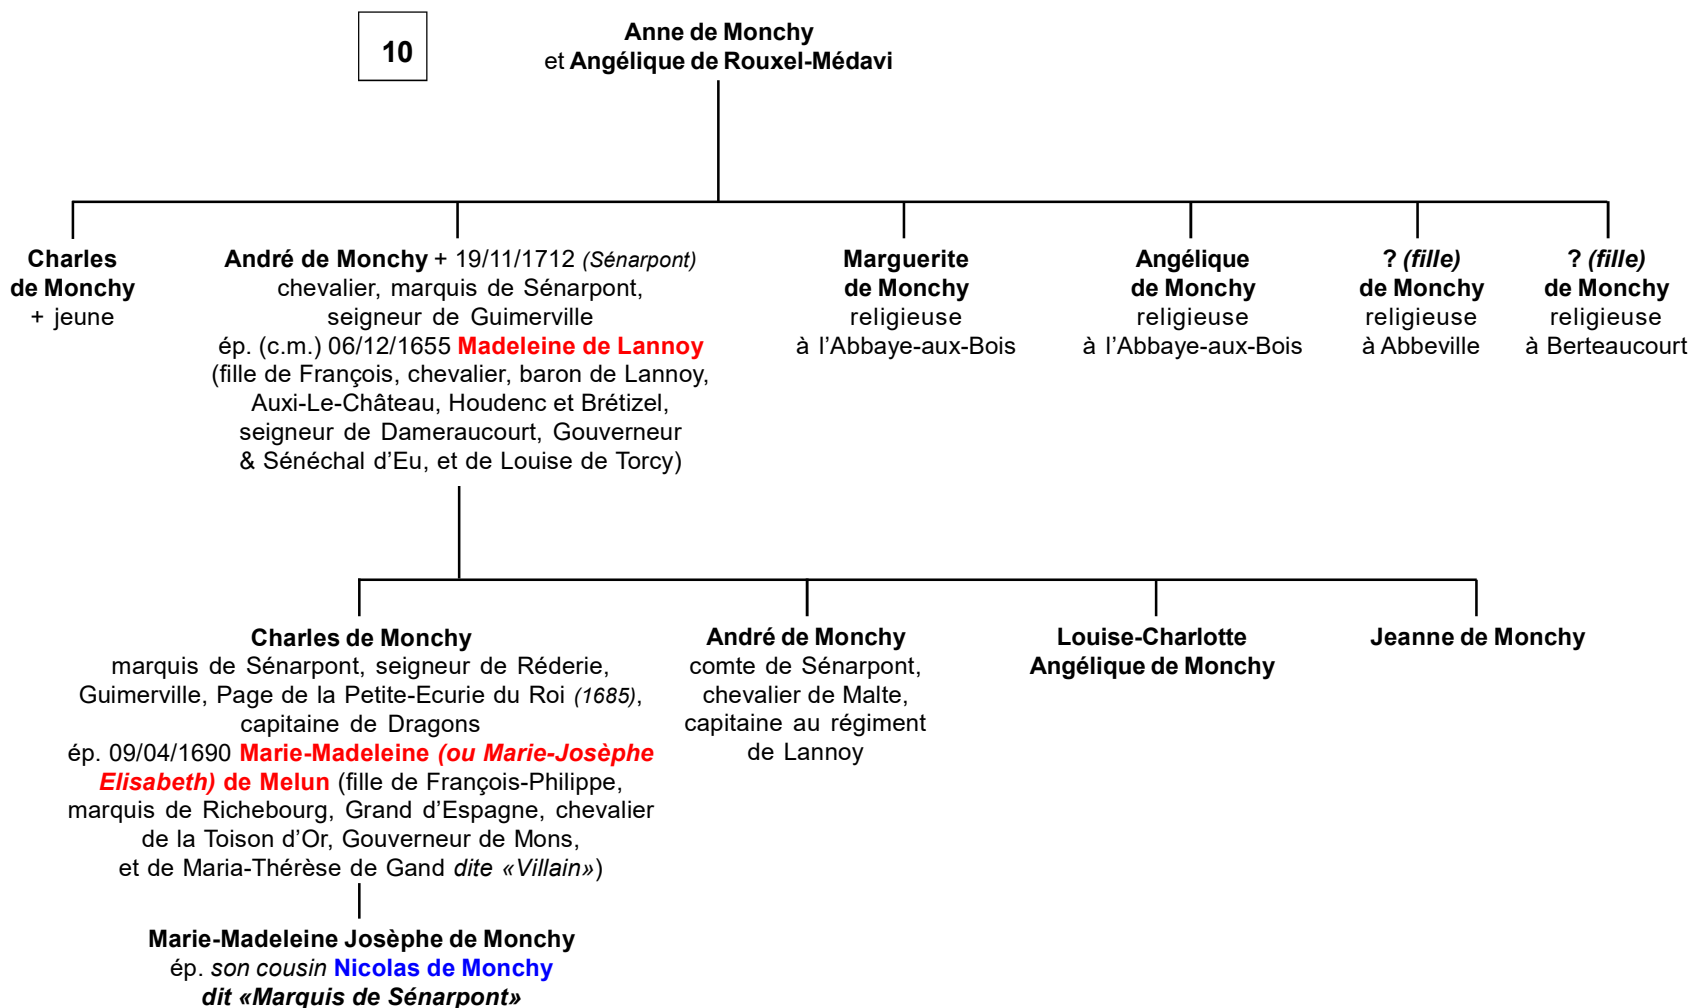 10
Anne de Monchy
et Angélique de Rouxel-Médavi
Charles
de Monchy
+ jeune
André de Monchy + 19/11/1712 (Sénarpont)
chevalier, marquis de Sénarpont,
seigneur de Guimerville
ép. (c.m.) 06/12/1655 Madeleine de Lannoy
(fille de François, chevalier, baron de Lannoy,
Auxi-Le-Château, Houdenc et Brétizel,
seigneur de Dameraucourt, Gouverneur
& Sénéchal d'Eu, et de Louise de Torcy)
Marguerite
de Monchy
religieuse
à l'Abbaye-aux-Bois
Angélique
de Monchy
religieuse
à l'Abbaye-aux-Bois
? (fille)
de Monchy
religieuse
à Abbeville
? (fille)
de Monchy
religieuse
à Berteaucourt
Charles de Monchy
marquis de Sénarpont, seigneur de Réderie,
Guimerville, Page de la Petite-Ecurie du Roi (1685),
capitaine de Dragons
ép. 09/04/1690 Marie-Madeleine (ou Marie-Josèphe
Elisabeth) de Melun (fille de François-Philippe,
marquis de Richebourg, Grand d'Espagne, chevalier
de la Toison d'Or, Gouverneur de Mons,
et de Maria-Thérèse de Gand dite «Villain»)
André de Monchy
comte de Sénarpont,
chevalier de Malte,
capitaine au régiment
de Lannoy
Louise-Charlotte
Angélique de Monchy
Jeanne de Monchy
Marie-Madeleine Josèphe de Monchy
ép. son cousin Nicolas de Monchy
dit «Marquis de Sénarpont»